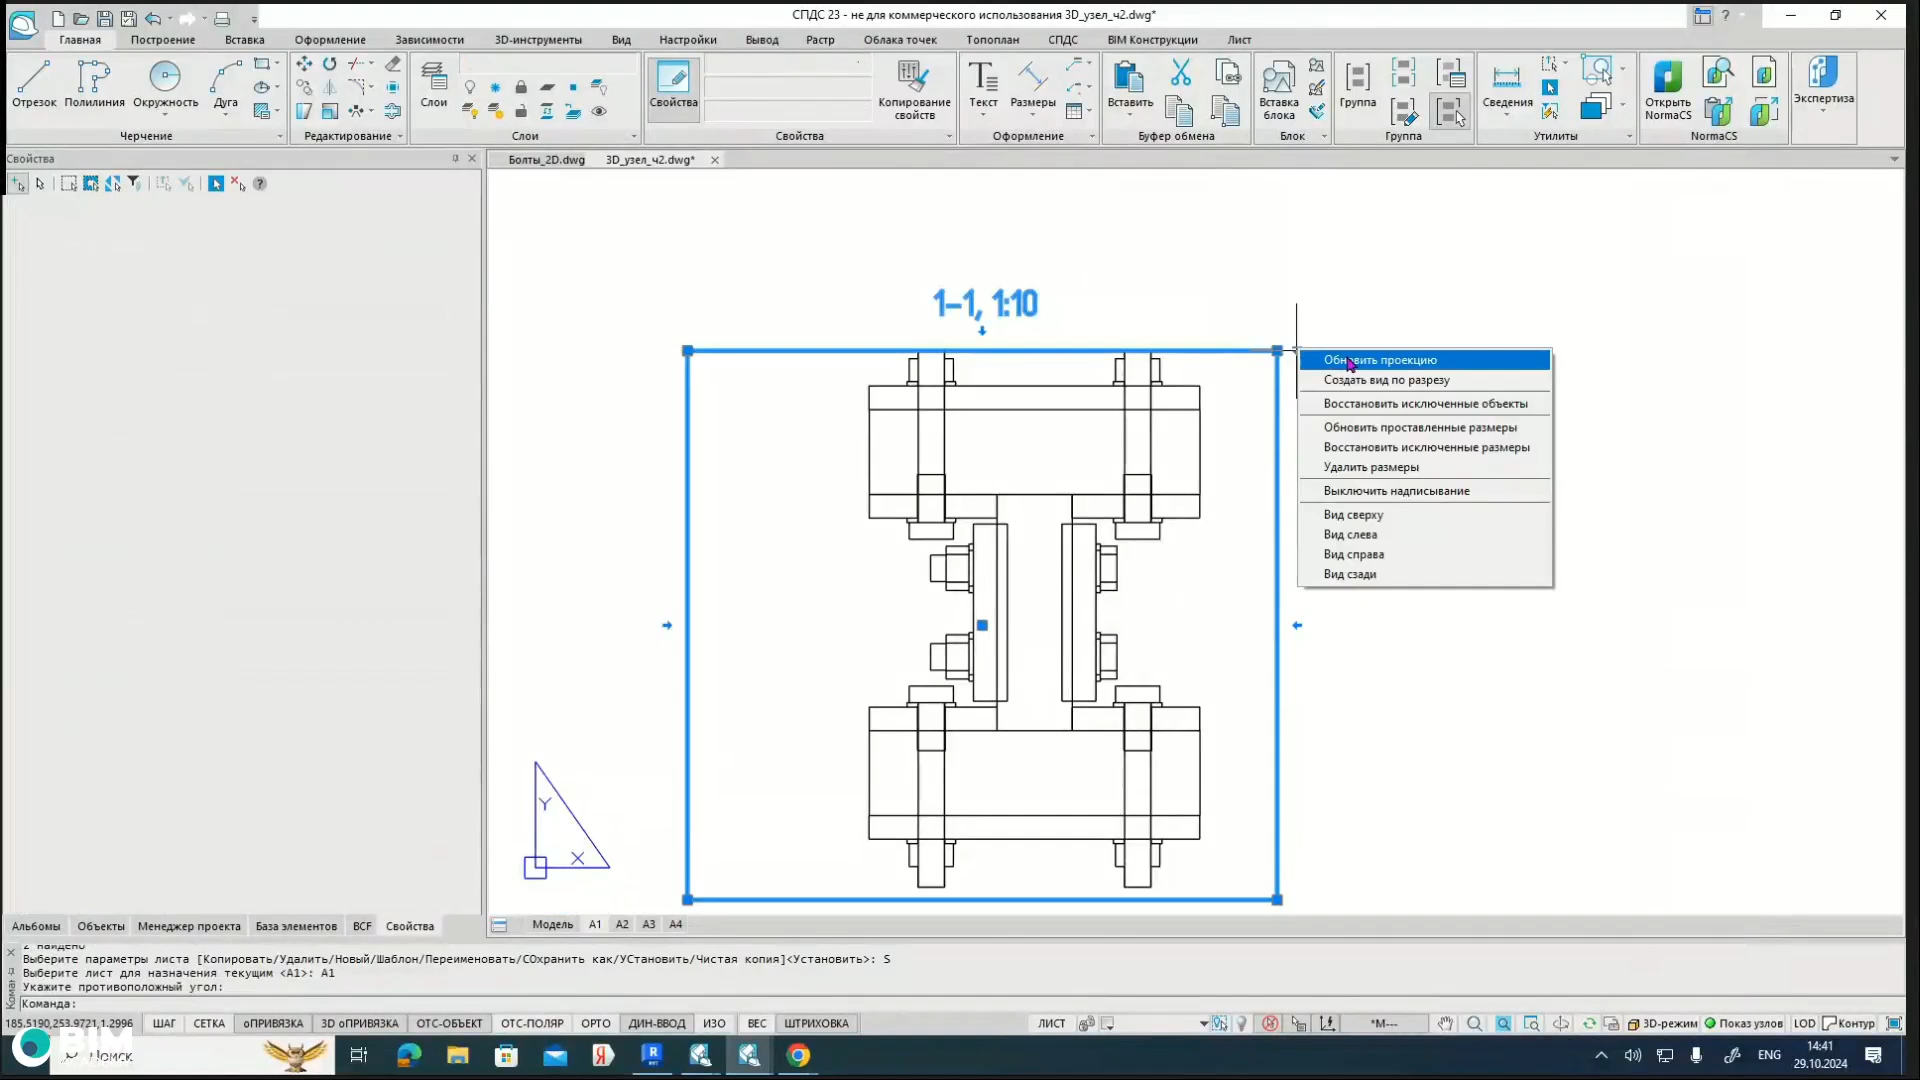 СПДС 23 - не для коммерческого использования 3D_узел_ч2.dwg*
Главная Построение Вставка Оформление Зависимости 3D-инструменты Вид Настройки Вывод Растр Облака точек Топоплан СПДС BIM Конструкции Лист
Отрезок Полилиния Окружность Дуга
Слои
Свойства
Копирование свойств
Текст Размеры
Вставить
Вставка блока
Группа
Сведения
Открыть NormaCS
Экспертиза
Черчение Редактирование Слои Свойства Оформление Буфер обмена Блок Группа Утилиты NormaCS
Свойства
Болты_2D.dwg 3D_узел_ч2.dwg*
1-1, 1:10
Обновить проекцию
Создать вид по разрезу
Восстановить исключенные объекты
Обновить проставленные размеры
Восстановить исключенные размеры
Удалить размеры
Выключить надписывание
Вид сверху
Вид слева
Вид справа
Вид сзади
Y
X
Альбомы Объекты Менеджер проекта База элементов BCF Свойства
Модель A1 A2 A3 A4
2 найдено
Выберите параметры листа [Копировать/Удалить/Новый/Шаблон/Переименовать/СОхранить как/УСтановить/Чистая копия]<Установить>: S
Выберите лист для назначения текущим <A1>: A1
Укажите противоположный угол:
Команда:
185.5190,253.9721,1.2996 ШАГ СЕТКА оПРИВЯЗКА 3D оПРИВЯЗКА ОТС-ОБЪЕКТ ОТС-ПОЛЯР ОРТО ДИН-ВВОД ИЗО ВЕС ШТРИХОВКА ЛИСТ *М--- 3D-режим Показ узлов LOD Контур
BIM
Поиск
ENG
14:41
29.10.2024